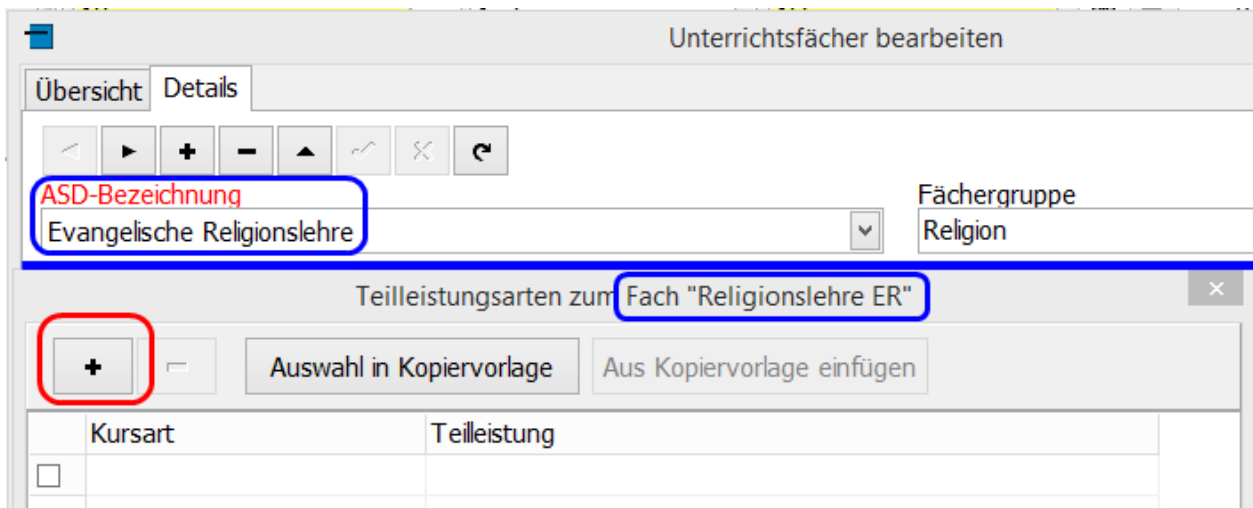 Unterrichtsfächer bearbeiten
Übersicht Details
ASD-Bezeichnung Fächergruppe
Evangelische Religionslehre Religion
Teilleistungsarten zum Fach "Religionslehre ER"
Auswahl in Kopiervorlage Aus Kopiervorlage einfügen
Kursart Teilleistung